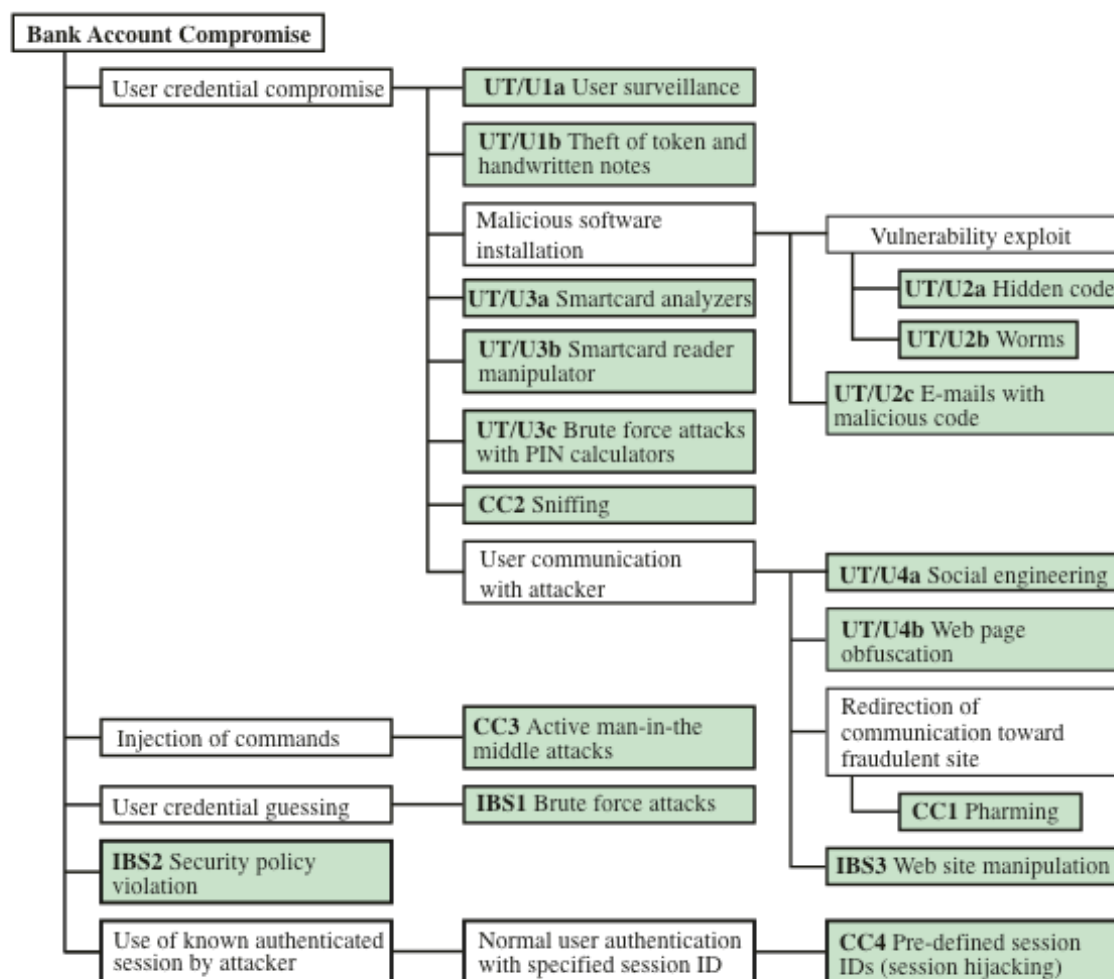 Bank Account Compromise
User credential compromise
UT/U1a User surveillance
UT/U1b Theft of token and
handwritten notes
Malicious software
installation
Vulnerability exploit
UT/U2a Hidden code
UT/U2b Worms
UT/U2c E-mails with
malicious code
UT/U3a Smartcard analyzers
UT/U3b Smartcard reader
manipulator
UT/U3c Brute force attacks
with PIN calculators
CC2 Sniffing
User communication
with attacker
UT/U4a Social engineering
UT/U4b Web page
obfuscation
Redirection of
communication toward
fraudulent site
CC1 Pharming
IBS3 Web site manipulation
Injection of commands
CC3 Active man-in-the
middle attacks
User credential guessing
IBS1 Brute force attacks
IBS2 Security policy
violation
Use of known authenticated
session by attacker
Normal user authentication
with specified session ID
CC4 Pre-defined session
IDs (session hijacking)